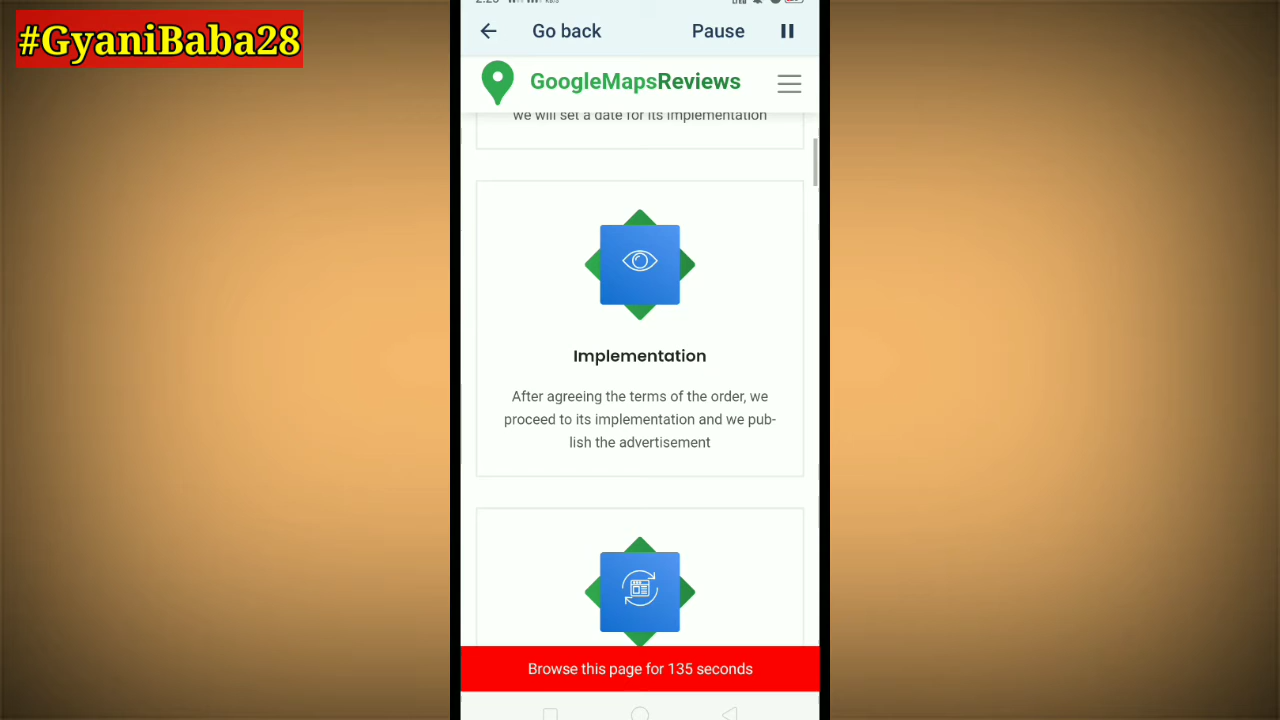 #GyaniBaba28
Go back
Pause
GoogleMapsReviews
we will set a date for its implementation
Implementation
After agreeing the terms of the order, we
proceed to its implementation and we pub-
lish the advertisement
Browse this page for 135 seconds